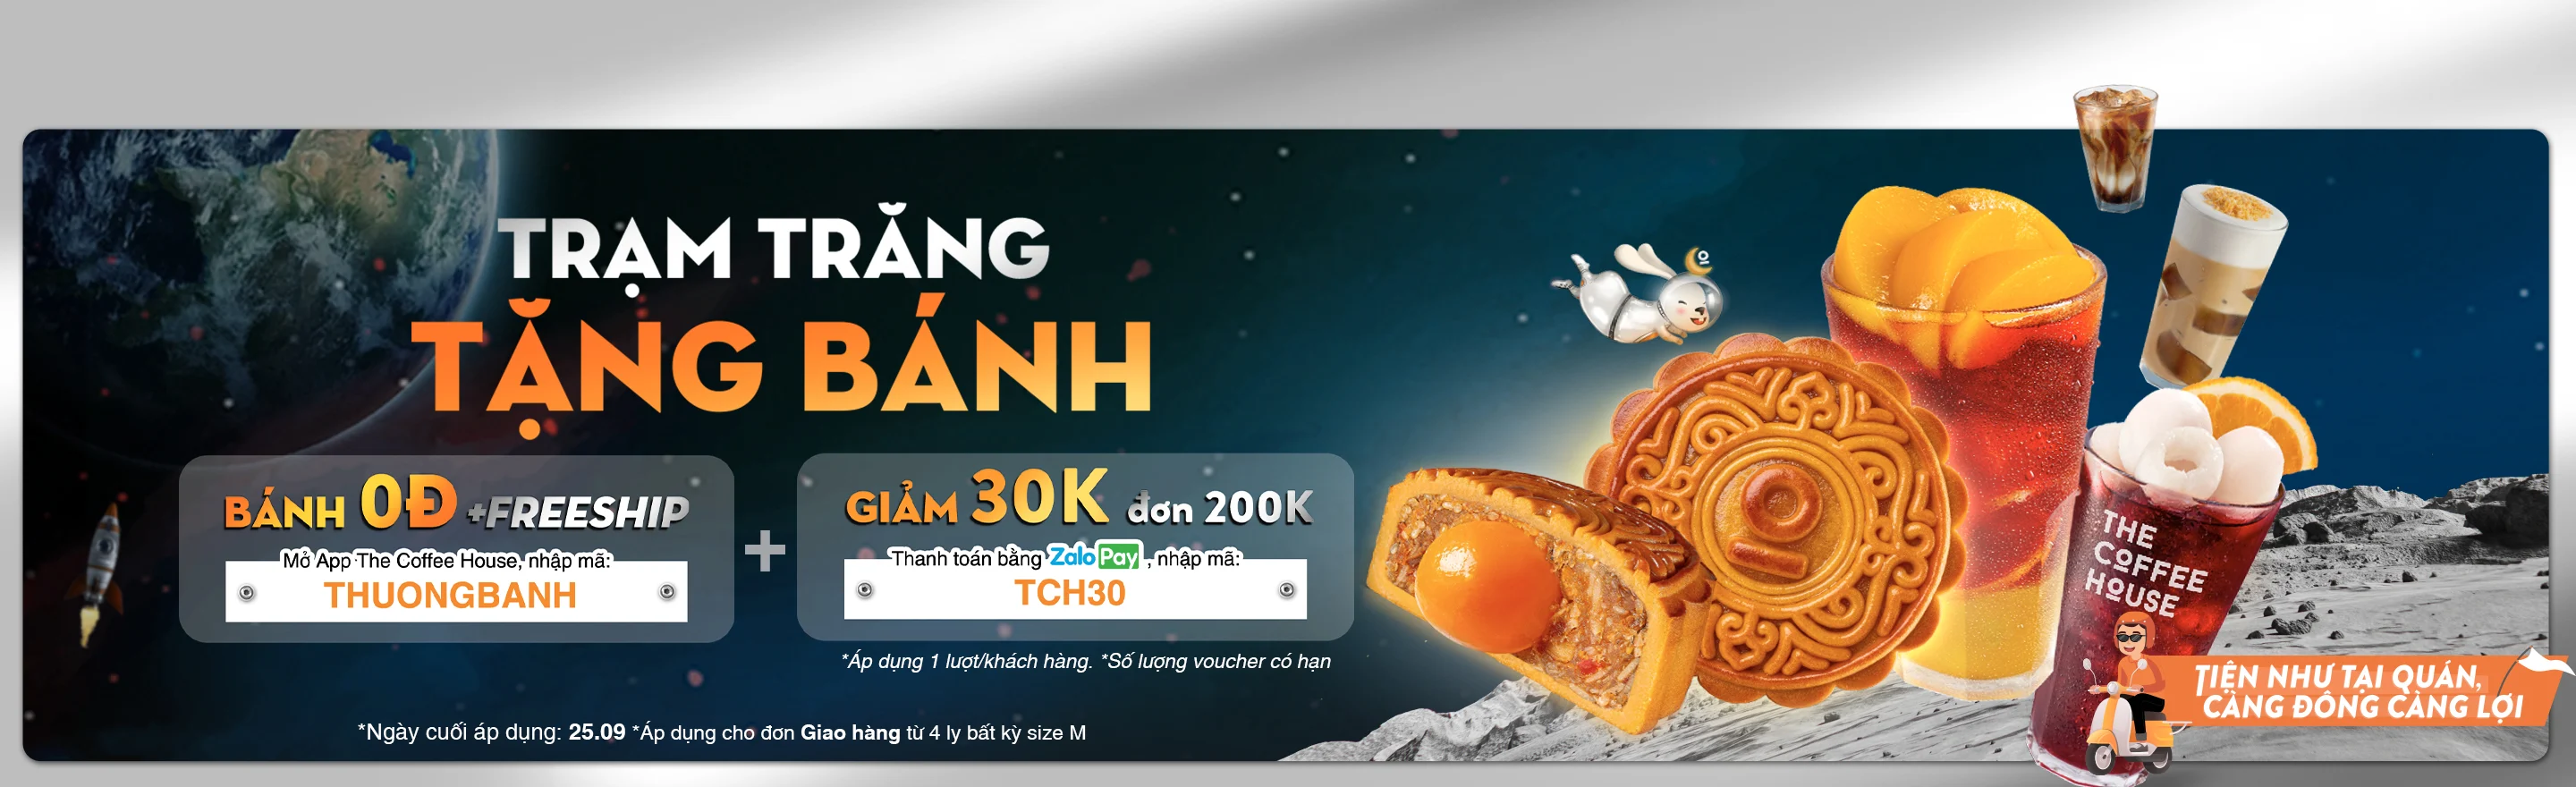 TRẠM TRĂNG
TẶNG BÁNH
BÁNH 0Đ +FREESHIP
Mở App The Coffee House, nhập mã:
THUONGBANH
+
GIẢM 30K đơn 200K
Thanh toán bằng Zalo Pay, nhập mã:
TCH30
*Áp dụng 1 lượt/khách hàng. *Số lượng voucher có hạn
*Ngày cuối áp dụng: 25.09 *Áp dụng cho đơn Giao hàng từ 4 ly bất kỳ size M
THE
COFFEE
HOUSE
TIỆN NHƯ TẠI QUÁN,
CÀNG ĐÔNG CÀNG LỢI